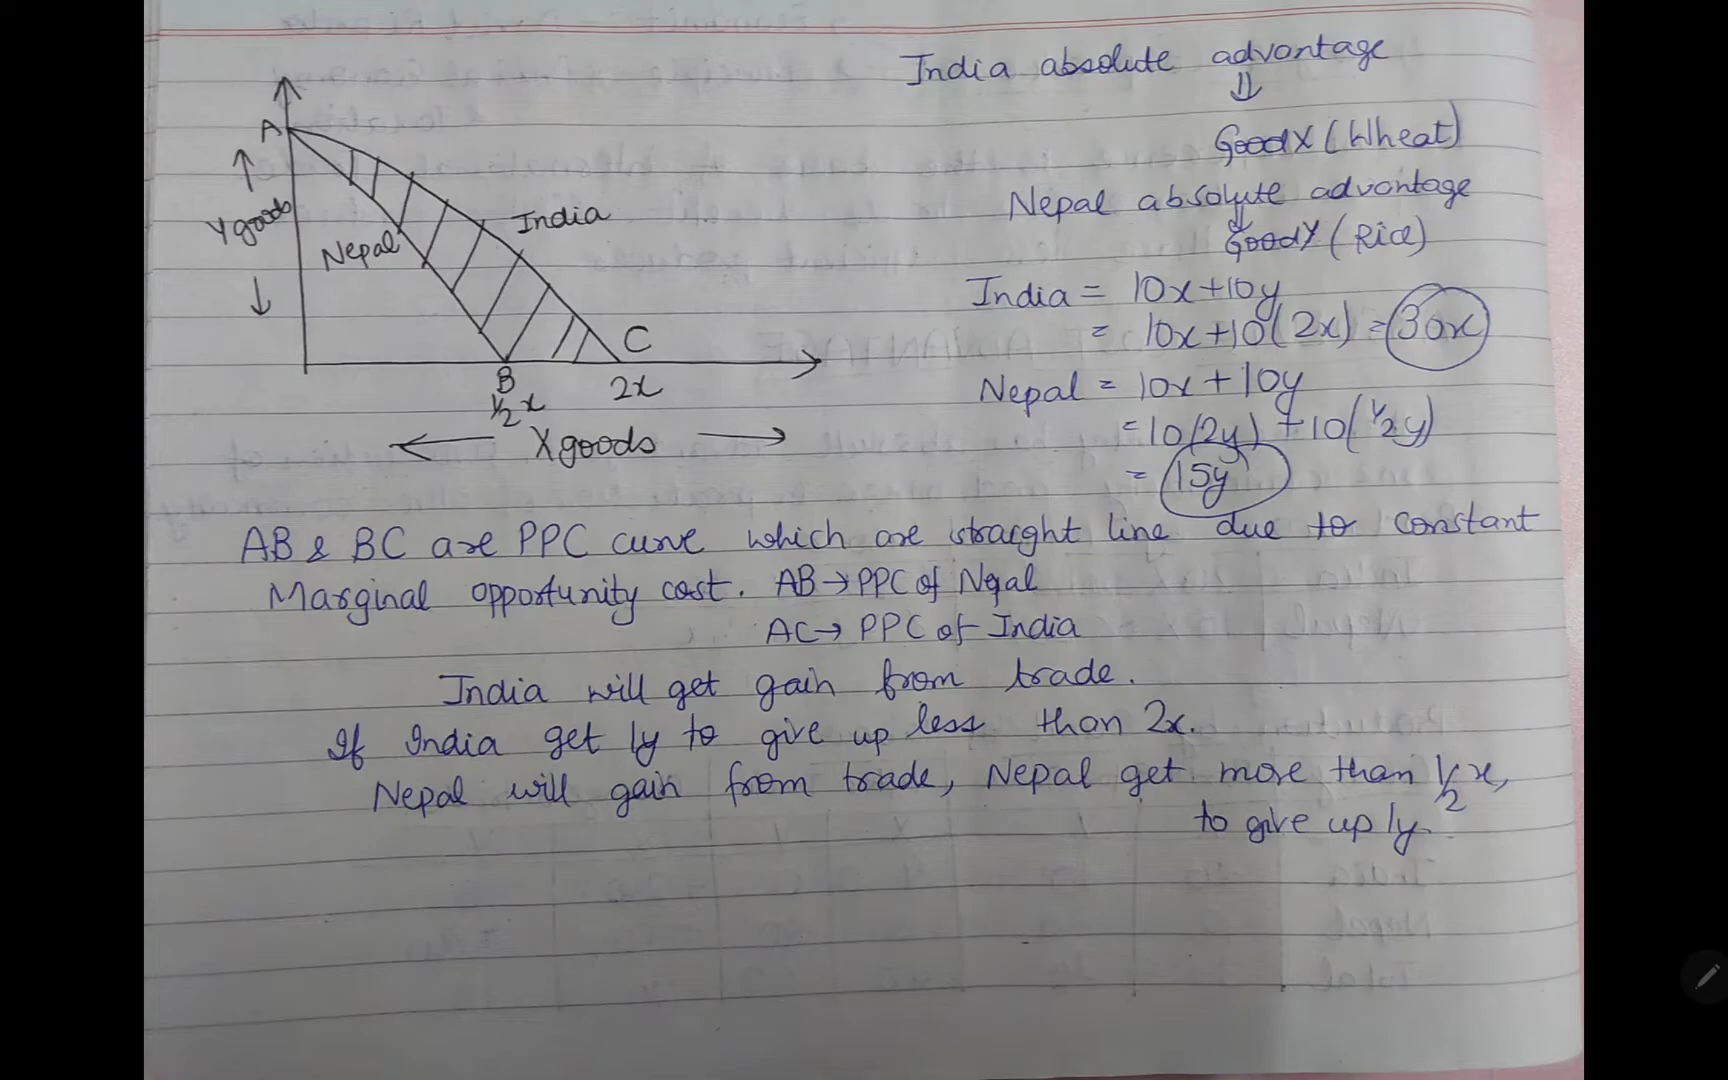 India absolute advantage
⇓
Good X (Wheat)
Nepal absolute advantage
↓
Good Y (Rice)
A
Y goods
Nepal
India
C
B
1/2 x
2x
X goods
India = 10x+10y
= 10x+10(2x) = 30x
Nepal = 10x + 10y
= 10(2y) + 10(1/2y)
= 15y
AB & BC are PPC curve which are straight line due to constant
Marginal opportunity cost. AB → PPC of Nepal
AC → PPC of India
India will get gain from trade.
If India get 1y to give up less than 2x.
Nepal will gain from trade, Nepal get more than 1/2 x,
to give up 1y.